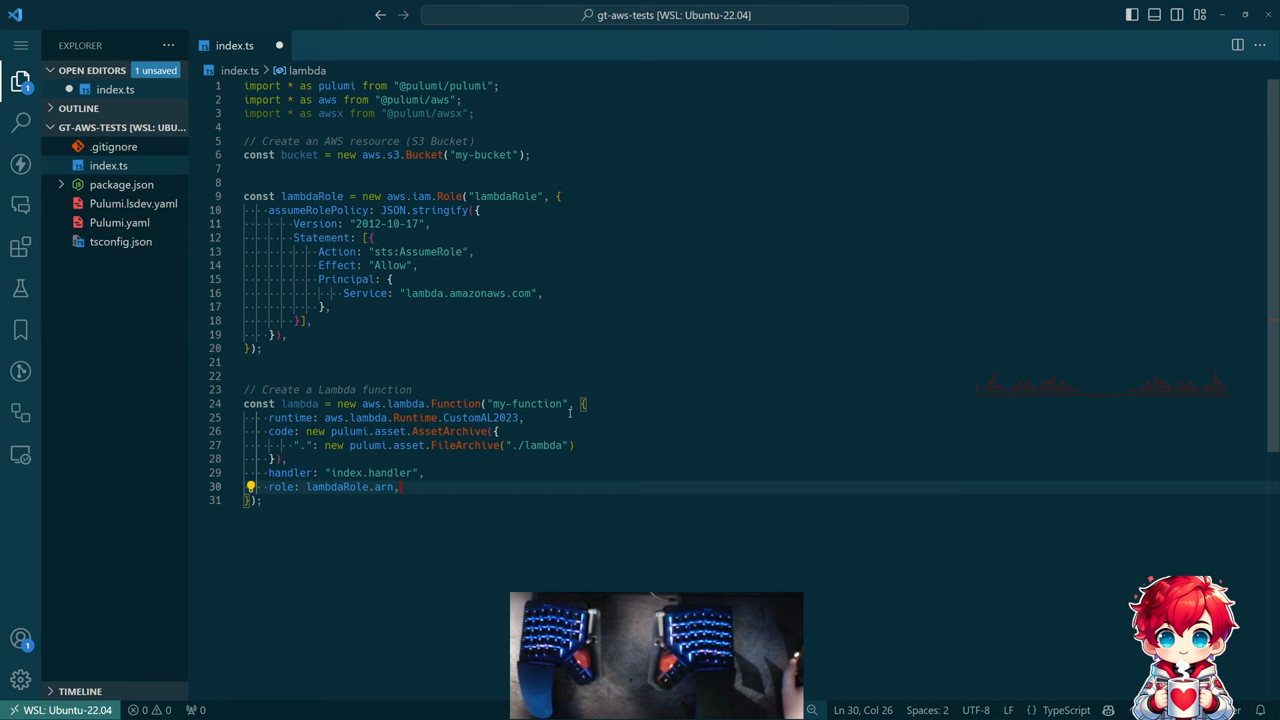 gt-aws-tests [WSL: Ubuntu-22.04]
EXPLORER
index.ts
OPEN EDITORS
1 unsaved
index.ts
OUTLINE
GT-AWS-TESTS [WSL: UBU...
.gitignore
index.ts
package.json
Pulumi.lsdev.yaml
Pulumi.yaml
tsconfig.json
TIMELINE
index.ts > lambda
1 import * as pulumi from "@pulumi/pulumi";
2 import * as aws from "@pulumi/aws";
3 import * as awsx from "@pulumi/awsx";
4
5 // Create an AWS resource (S3 Bucket)
6 const bucket = new aws.s3.Bucket("my-bucket");
7
8
9 const lambdaRole = new aws.iam.Role("lambdaRole", {
10 assumeRolePolicy: JSON.stringify({
11 Version: "2012-10-17",
12 Statement: [{
13 Action: "sts:AssumeRole",
14 Effect: "Allow",
15 Principal: {
16 Service: "lambda.amazonaws.com",
17 },
18 }],
19 }),
20 });
21
22
23 // Create a Lambda function
24 const lambda = new aws.lambda.Function("my-function", {
25 runtime: aws.lambda.Runtime.CustomAL2023,
26 code: new pulumi.asset.AssetArchive({
27 ".": new pulumi.asset.FileArchive("./lambda")
28 }),
29 handler: "index.handler",
30 role: lambdaRole.arn,
31 });
1
1
WSL: Ubuntu-22.04 0 0 0 Ln 30, Col 26 Spaces: 2 UTF-8 LF { } TypeScript